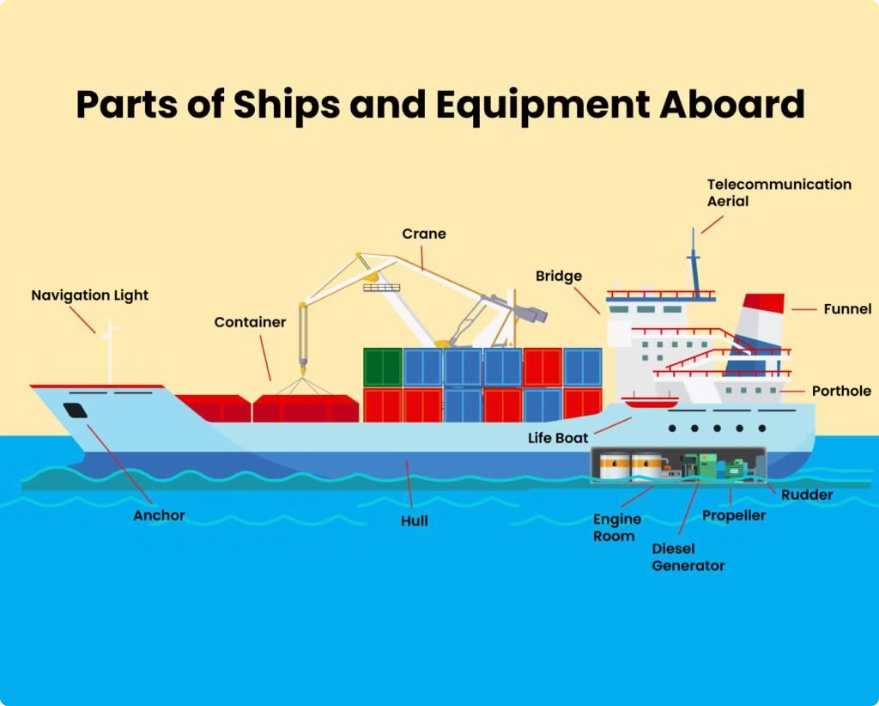 Parts of Ships and Equipment Aboard
Telecommunication
Aerial
Crane
Bridge
Navigation Light
Funnel
Container
Porthole
Life Boat
Rudder
Anchor
Hull
Engine
Room
Propeller
Diesel
Generator